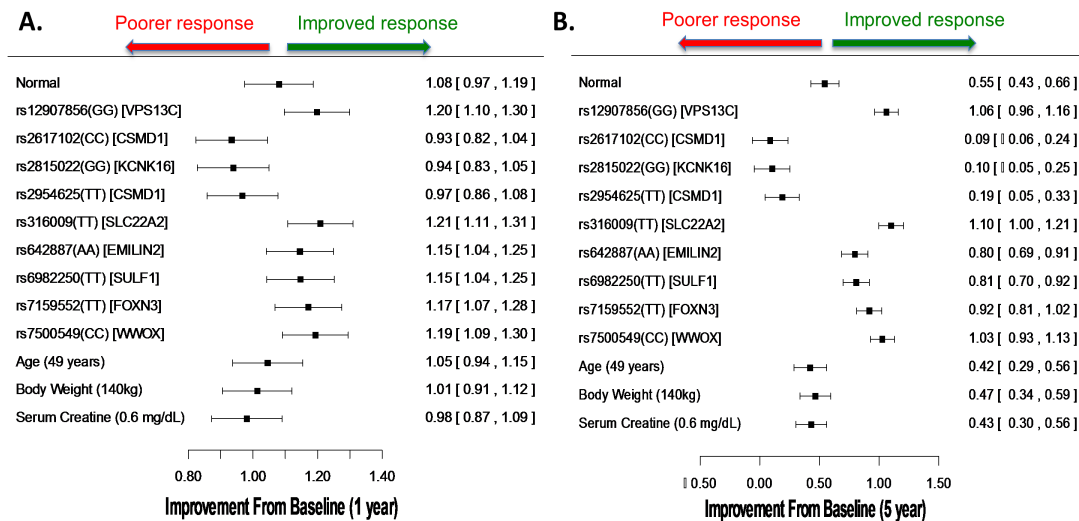 A.
Poorer response
Improved response
Normal 1.08 [ 0.97 , 1.19 ]
rs12907856(GG) [VPS13C] 1.20 [ 1.10 , 1.30 ]
rs2617102(CC) [CSMD1] 0.93 [ 0.82 , 1.04 ]
rs2815022(GG) [KCNK16] 0.94 [ 0.83 , 1.05 ]
rs2954625(TT) [CSMD1] 0.97 [ 0.86 , 1.08 ]
rs316009(TT) [SLC22A2] 1.21 [ 1.11 , 1.31 ]
rs642887(AA) [EMILIN2] 1.15 [ 1.04 , 1.25 ]
rs6982250(TT) [SULF1] 1.15 [ 1.04 , 1.25 ]
rs7159552(TT) [FOXN3] 1.17 [ 1.07 , 1.28 ]
rs7500549(CC) [WWOX] 1.19 [ 1.09 , 1.30 ]
Age (49 years) 1.05 [ 0.94 , 1.15 ]
Body Weight (140kg) 1.01 [ 0.91 , 1.12 ]
Serum Creatine (0.6 mg/dL) 0.98 [ 0.87 , 1.09 ]
0.80 1.00 1.20 1.40
Improvement From Baseline (1 year)
B.
Poorer response
Improved response
Normal 0.55 [ 0.43 , 0.66 ]
rs12907856(GG) [VPS13C] 1.06 [ 0.96 , 1.16 ]
rs2617102(CC) [CSMD1] 0.09 [ 0.06 , 0.24 ]
rs2815022(GG) [KCNK16] 0.10 [ 0.05 , 0.25 ]
rs2954625(TT) [CSMD1] 0.19 [ 0.05 , 0.33 ]
rs316009(TT) [SLC22A2] 1.10 [ 1.00 , 1.21 ]
rs642887(AA) [EMILIN2] 0.80 [ 0.69 , 0.91 ]
rs6982250(TT) [SULF1] 0.81 [ 0.70 , 0.92 ]
rs7159552(TT) [FOXN3] 0.92 [ 0.81 , 1.02 ]
rs7500549(CC) [WWOX] 1.03 [ 0.93 , 1.13 ]
Age (49 years) 0.42 [ 0.29 , 0.56 ]
Body Weight (140kg) 0.47 [ 0.34 , 0.59 ]
Serum Creatine (0.6 mg/dL) 0.43 [ 0.30 , 0.56 ]
0.50 0.00 0.50 1.00 1.50
Improvement From Baseline (5 year)